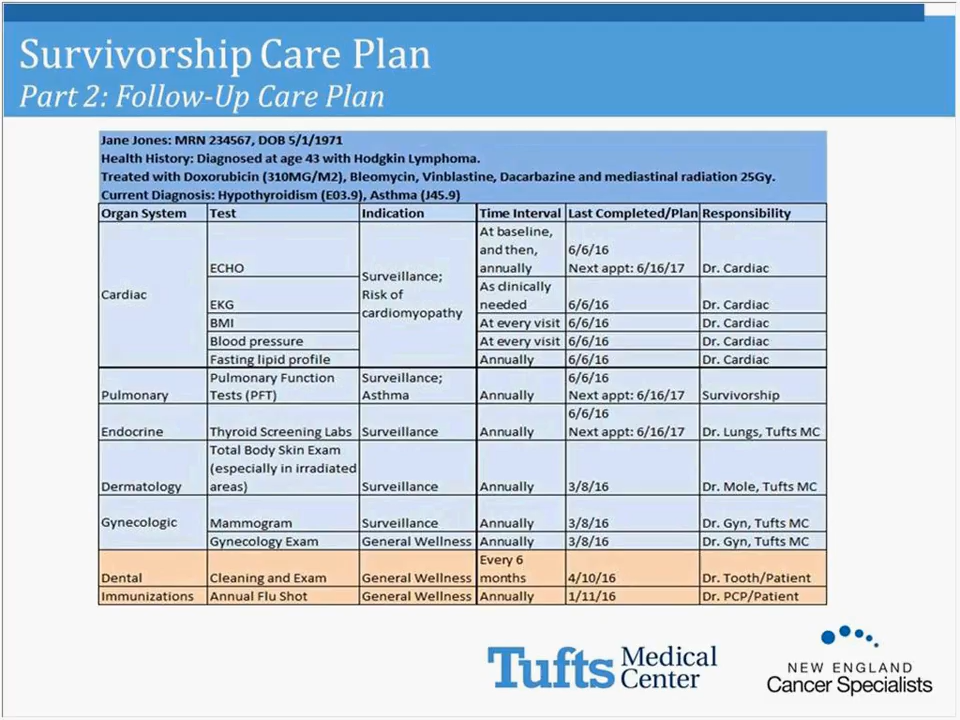 Survivorship Care Plan
Part 2: Follow-Up Care Plan
Jane Jones: MRN 234567, DOB 5/1/1971
Health History: Diagnosed at age 43 with Hodgkin Lymphoma.
Treated with Doxorubicin (310MG/M2), Bleomycin, Vinblastine, Dacarbazine and mediastinal radiation 25Gy.
Current Diagnosis: Hypothyroidism (E03.9), Asthma (J45.9)
Organ System Test Indication Time Interval Last Completed/Plan Responsibility
Cardiac
ECHO
Surveillance;
Risk of
cardiomyopathy
At baseline,
and then,
annually
6/6/16
Next appt: 6/16/17
Dr. Cardiac
EKG
As clinically
needed
6/6/16
Dr. Cardiac
BMI At every visit 6/6/16 Dr. Cardiac
Blood pressure At every visit 6/6/16 Dr. Cardiac
Fasting lipid profile Annually 6/6/16 Dr. Cardiac
Pulmonary
Pulmonary Function
Tests (PFT)
Surveillance;
Asthma
Annually
6/6/16
Next appt: 6/16/17
Survivorship
Endocrine
Thyroid Screening Labs
Surveillance
Annually
6/6/16
Next appt: 6/16/17
Dr. Lungs, Tufts MC
Dermatology
Total Body Skin Exam
(especially in irradiated
areas)
Surveillance
Annually
3/8/16
Dr. Mole, Tufts MC
Gynecologic
Mammogram Surveillance Annually 3/8/16 Dr. Gyn, Tufts MC
Gynecology Exam General Wellness Annually 3/8/16 Dr. Gyn, Tufts MC
Dental
Cleaning and Exam
General Wellness
Every 6
months
4/10/16
Dr. Tooth/Patient
Immunizations Annual Flu Shot General Wellness Annually 1/11/16 Dr. PCP/Patient
Tufts Medical
Center
NEW ENGLAND
Cancer Specialists